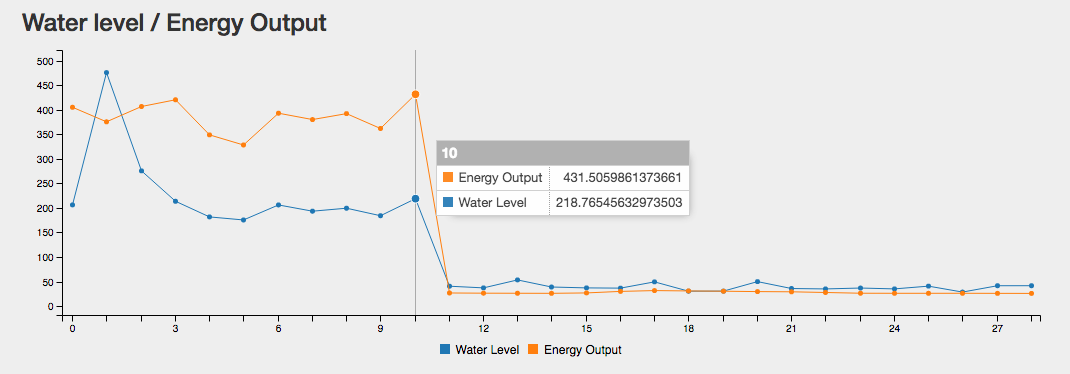 Water level / Energy Output
500
450
400
350
300
250
200
150
100
50
0
10
Energy Output 431.5059861373661
Water Level 218.76545632973503
0 3 6 9 12 15 18 21 24 27
Water Level Energy Output